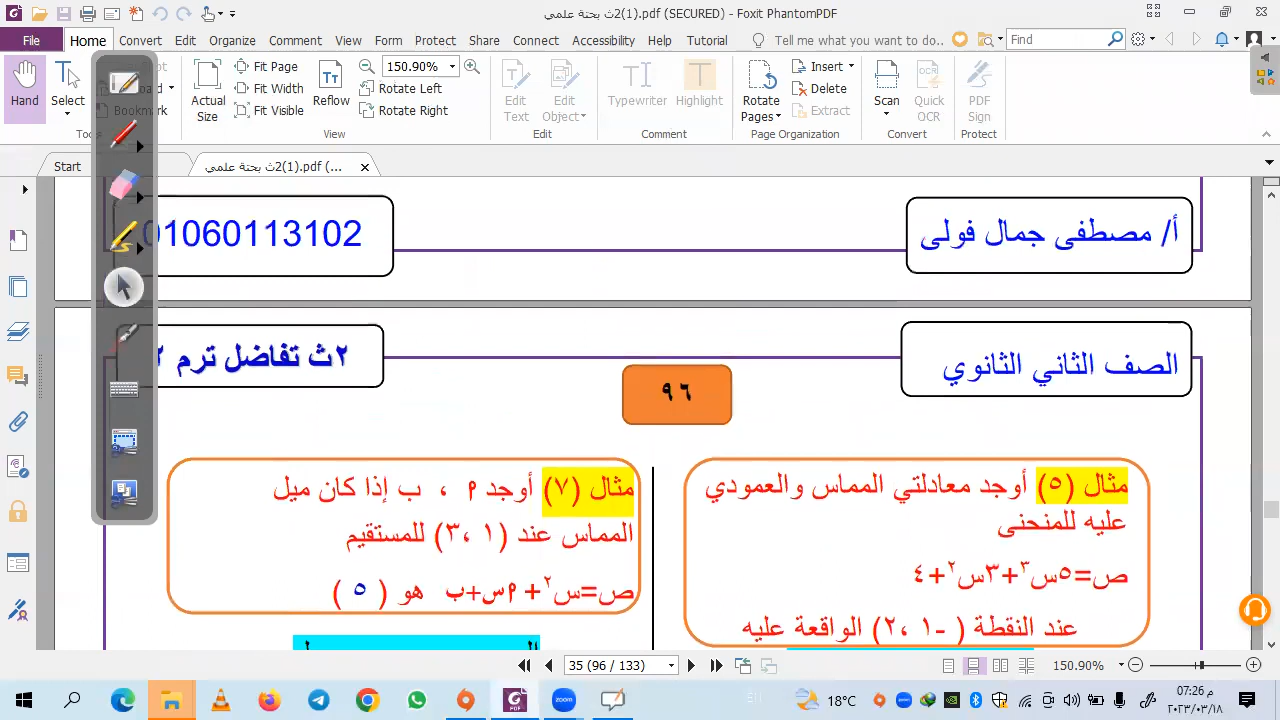 2(1)ث بحتة علمي.pdf (SECURED) - Foxit PhantomPDF
File Home Convert Edit Organize Comment View Form Protect Share Connect Accessibility Help Tutorial Tell me what you want to do.. Find
Hand
Select
Bookmark
Actual Size
Fit Page
Fit Width
Fit Visible
Reflow
150.90%
Rotate Left
Rotate Right
View
Edit Text
Edit Object
Edit
Typewriter
Highlight
Comment
Rotate Pages
Insert
Delete
Extract
Page Organization
Scan
Quick OCR
Convert
PDF Sign
Protect
Start
2(1)ث بحتة علمي.pdf (...
أ/ مصطفى جمال فولى
01060113102
الصف الثاني الثانوي
٢ث تفاضل ترم ٢
٩٦
مثال (٥) أوجد معادلتي المماس والعمودي
عليه للمنحنى
ص=٥س٣+٣س٢+٤
عند النقطة ( -١ ،٢) الواقعة عليه
مثال (٧) أوجد م ، ب إذا كان ميل
المماس عند (١ ،٣) للمستقيم
ص=س٢+ م س+ب هو ( ٥ )
35 (96 / 133)
150.90%
18°C
07:26 م
٢٠٢٣/٠٣/١٨